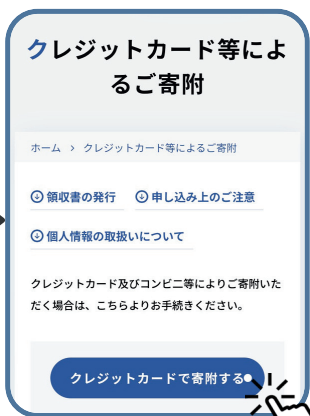 クレジットカード等によ
るご寄附
ホーム > クレジットカード等によるご寄附
領収書の発行 申し込み上のご注意
個人情報の取扱いについて
クレジットカード及びコンビニ等によりご寄附いた
だく場合は、こちらよりお手続きください。
クレジットカードで寄附する